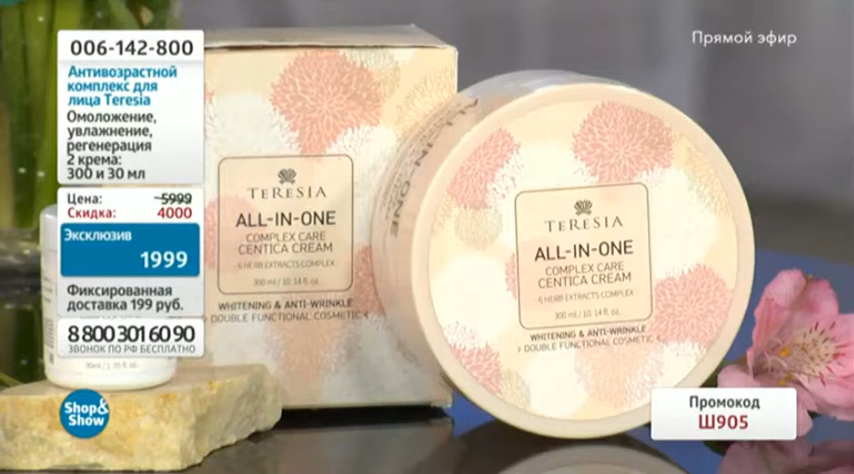 006-142-800
Антивозрастной
комплекс для
лица Teresia
Омоложение,
увлажнение,
регенерация
2 крема:
300 и 30 мл
Цена: 5999
Скидка: 4000
Эксклюзив
1999
Фиксированная
доставка 199 руб.
8 800 301 60 90
ЗВОНОК ПО РФ БЕСПЛАТНО
Shop&
Show
Прямой эфир
TERESIA
ALL-IN-ONE
COMPLEX CARE
CENTICA CREAM
6 HERB EXTRACTS COMPLEX
300 ml / 10.14 fl. oz
WHITENING & ANTI-WRINKLE
DOUBLE FUNCTIONAL COSMETIC
ALL-IN-ONE
TERESIA
ALL-IN-ONE
COMPLEX CARE
CENTICA CREAM
6 HERB EXTRACTS COMPLEX
300 ml / 10.14 fl. oz
WHITENING & ANTI-WRINKLE
DOUBLE FUNCTIONAL COSMETIC
Промокод
Ш905